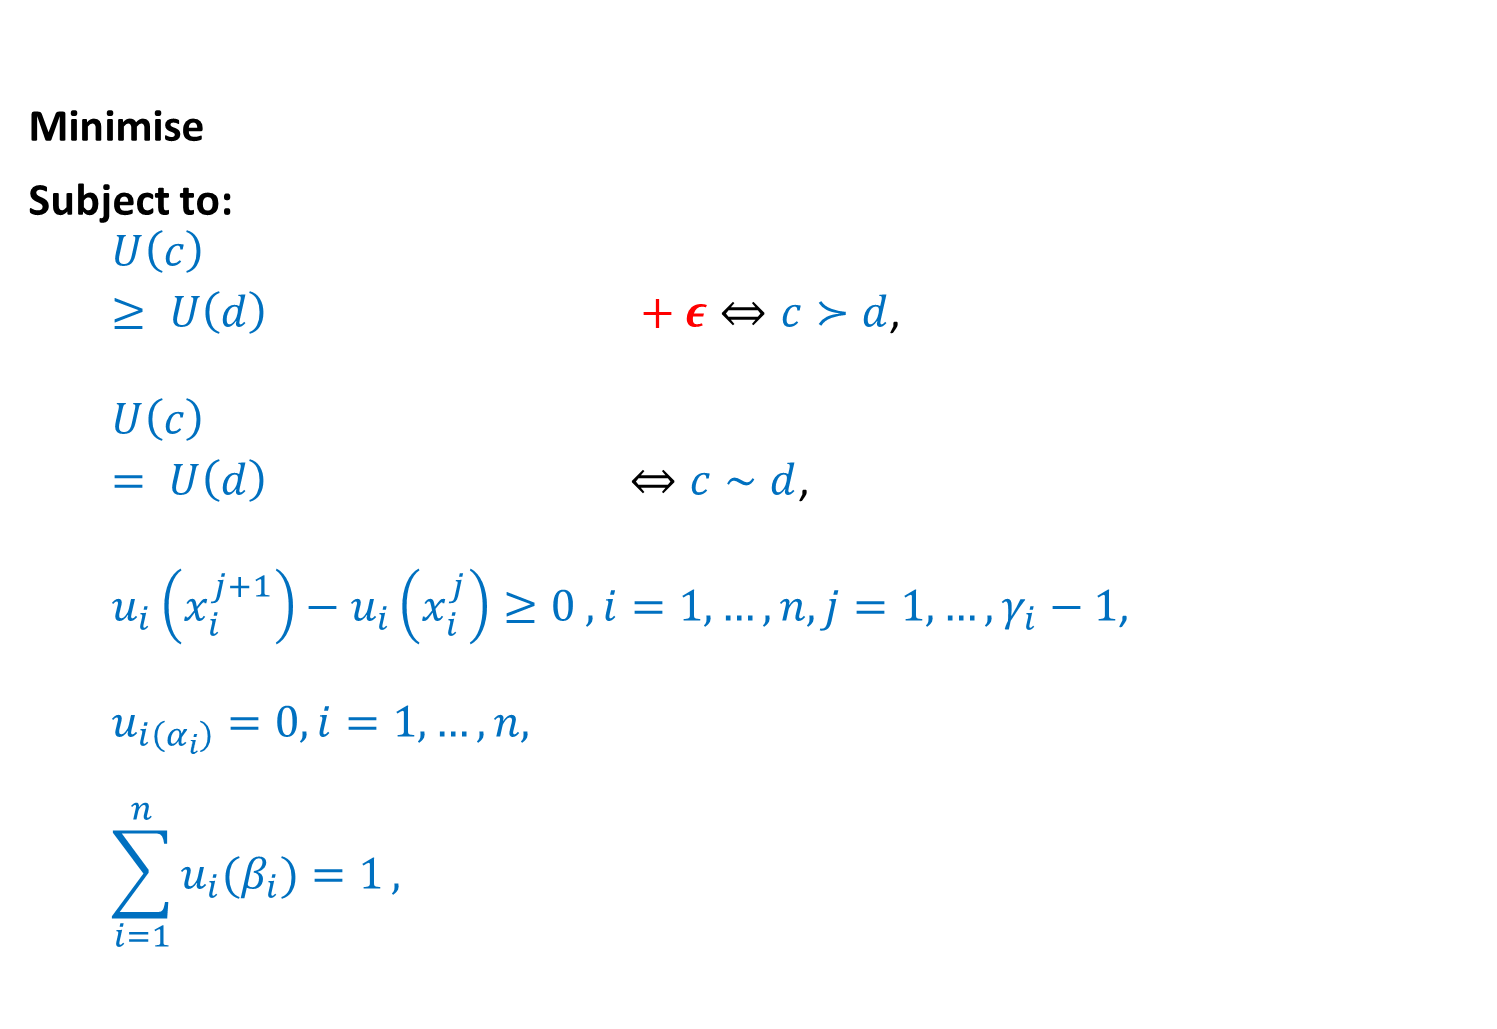 Minimise
Subject to:
U(c)
≥ U(d) + ϵ ⇔ c ≻ d,
U(c)
= U(d) ⇔ c ~ d,
u_i(x_i^{j+1}) − u_i(x_i^j) ≥ 0 , i = 1, … , n, j = 1, … , γ_i − 1,
u_{i(α_i)} = 0, i = 1, … , n,
∑_{i=1}^{n} u_i(β_i) = 1 ,